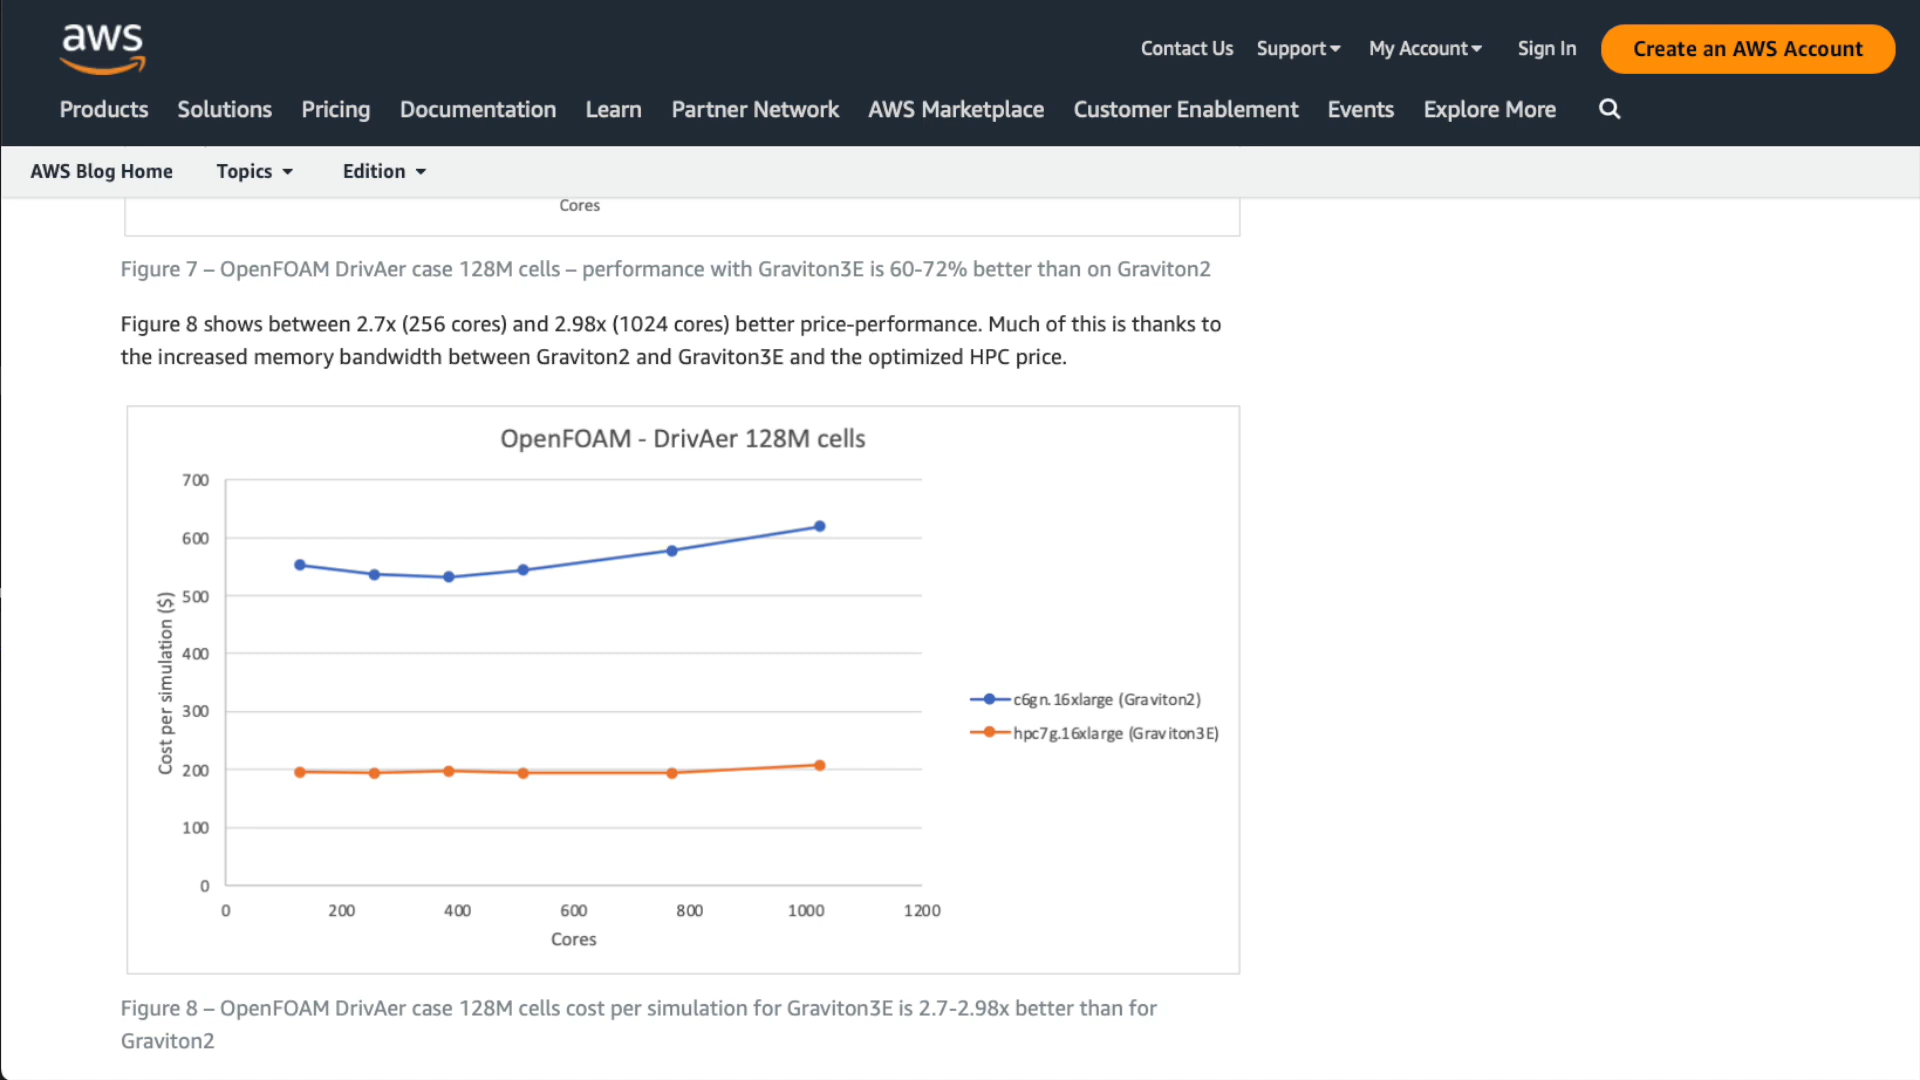 aws
Contact Us Support My Account Sign In Create an AWS Account
Products Solutions Pricing Documentation Learn Partner Network AWS Marketplace Customer Enablement Events Explore More
AWS Blog Home Topics Edition
Cores
Figure 7 – OpenFOAM DrivAer case 128M cells – performance with Graviton3E is 60-72% better than on Graviton2
Figure 8 shows between 2.7x (256 cores) and 2.98x (1024 cores) better price-performance. Much of this is thanks to
the increased memory bandwidth between Graviton2 and Graviton3E and the optimized HPC price.
OpenFOAM - DrivAer 128M cells
Cost per simulation ($)
700
600
500
400
300
200
100
0
0 200 400 600 800 1000 1200
Cores
c6gn.16xlarge (Graviton2)
hpc7g.16xlarge (Graviton3E)
Figure 8 – OpenFOAM DrivAer case 128M cells cost per simulation for Graviton3E is 2.7-2.98x better than for
Graviton2